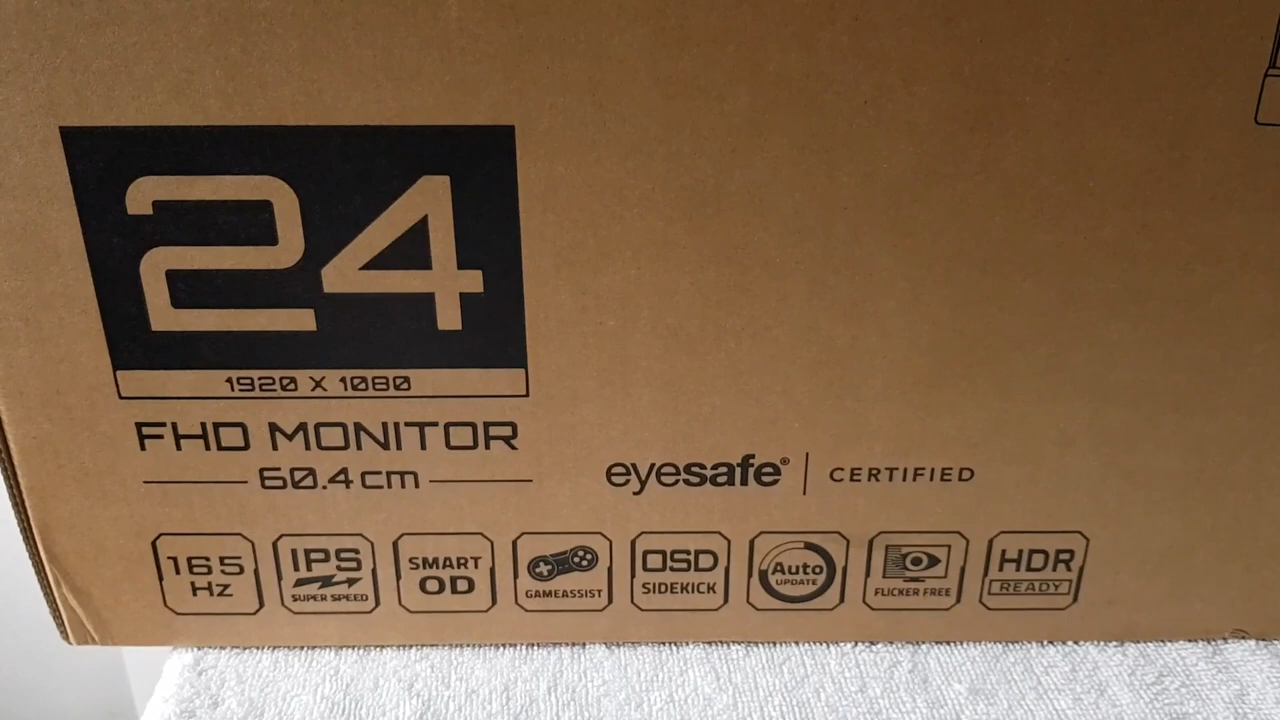 24
1920 X 1080
FHD MONITOR
60.4cm
eyesafe® CERTIFIED
165 Hz
IPS SUPER SPEED
SMART OD
GAMEASSIST
OSD SIDEKICK
Auto UPDATE
FLICKER FREE
HDR READY